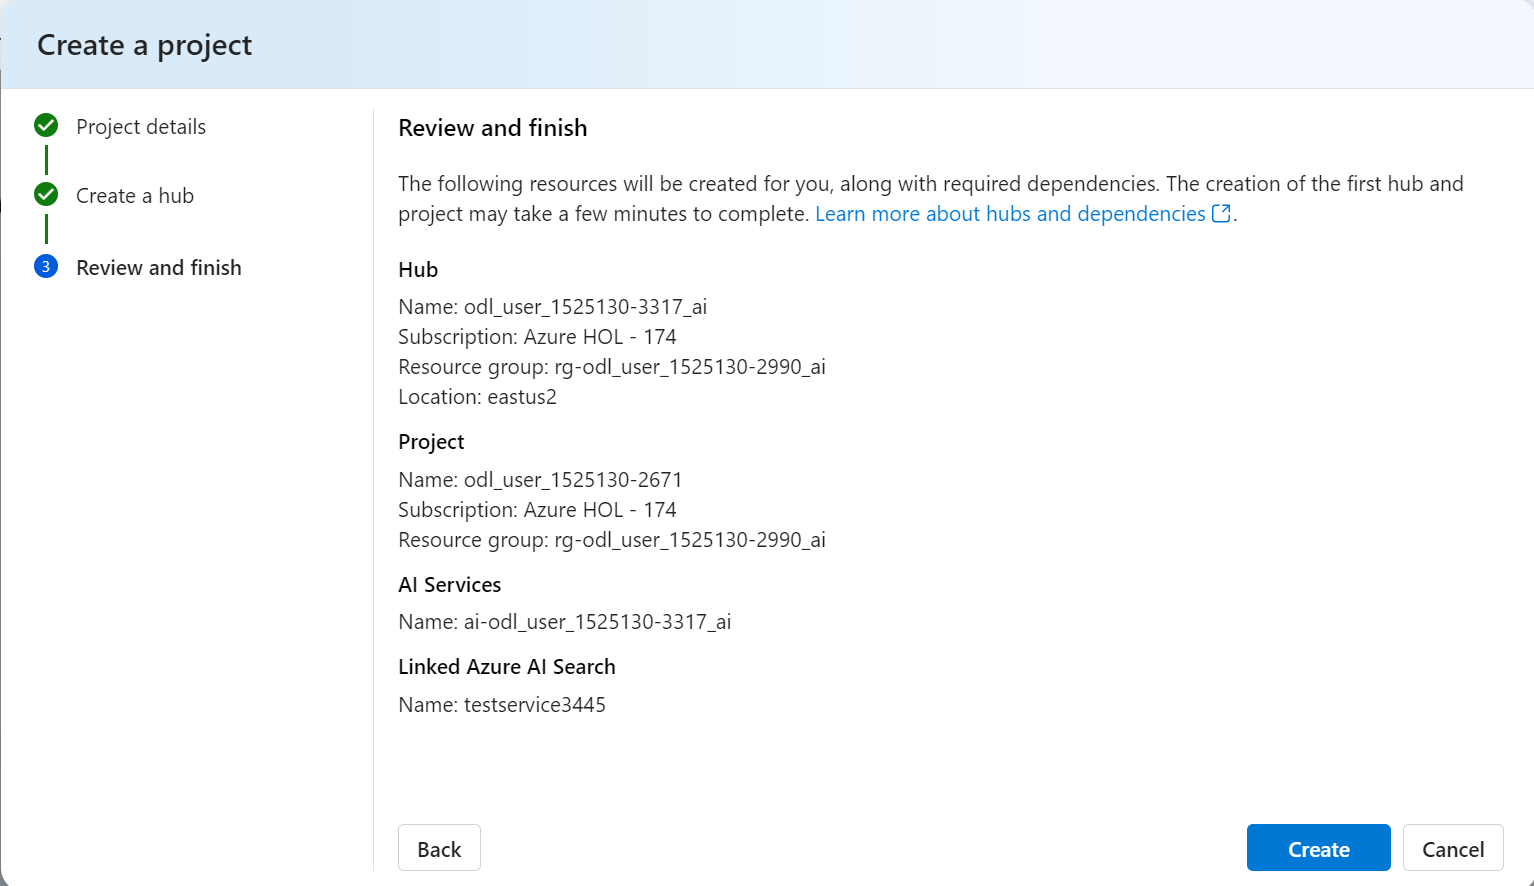 Create a project
Project details
Create a hub
3
Review and finish
Review and finish
The following resources will be created for you, along with required dependencies. The creation of the first hub and
project may take a few minutes to complete. Learn more about hubs and dependencies.
Hub
Name: odl_user_1525130-3317_ai
Subscription: Azure HOL - 174
Resource group: rg-odl_user_1525130-2990_ai
Location: eastus2
Project
Name: odl_user_1525130-2671
Subscription: Azure HOL - 174
Resource group: rg-odl_user_1525130-2990_ai
AI Services
Name: ai-odl_user_1525130-3317_ai
Linked Azure AI Search
Name: testservice3445
Back
Create
Cancel